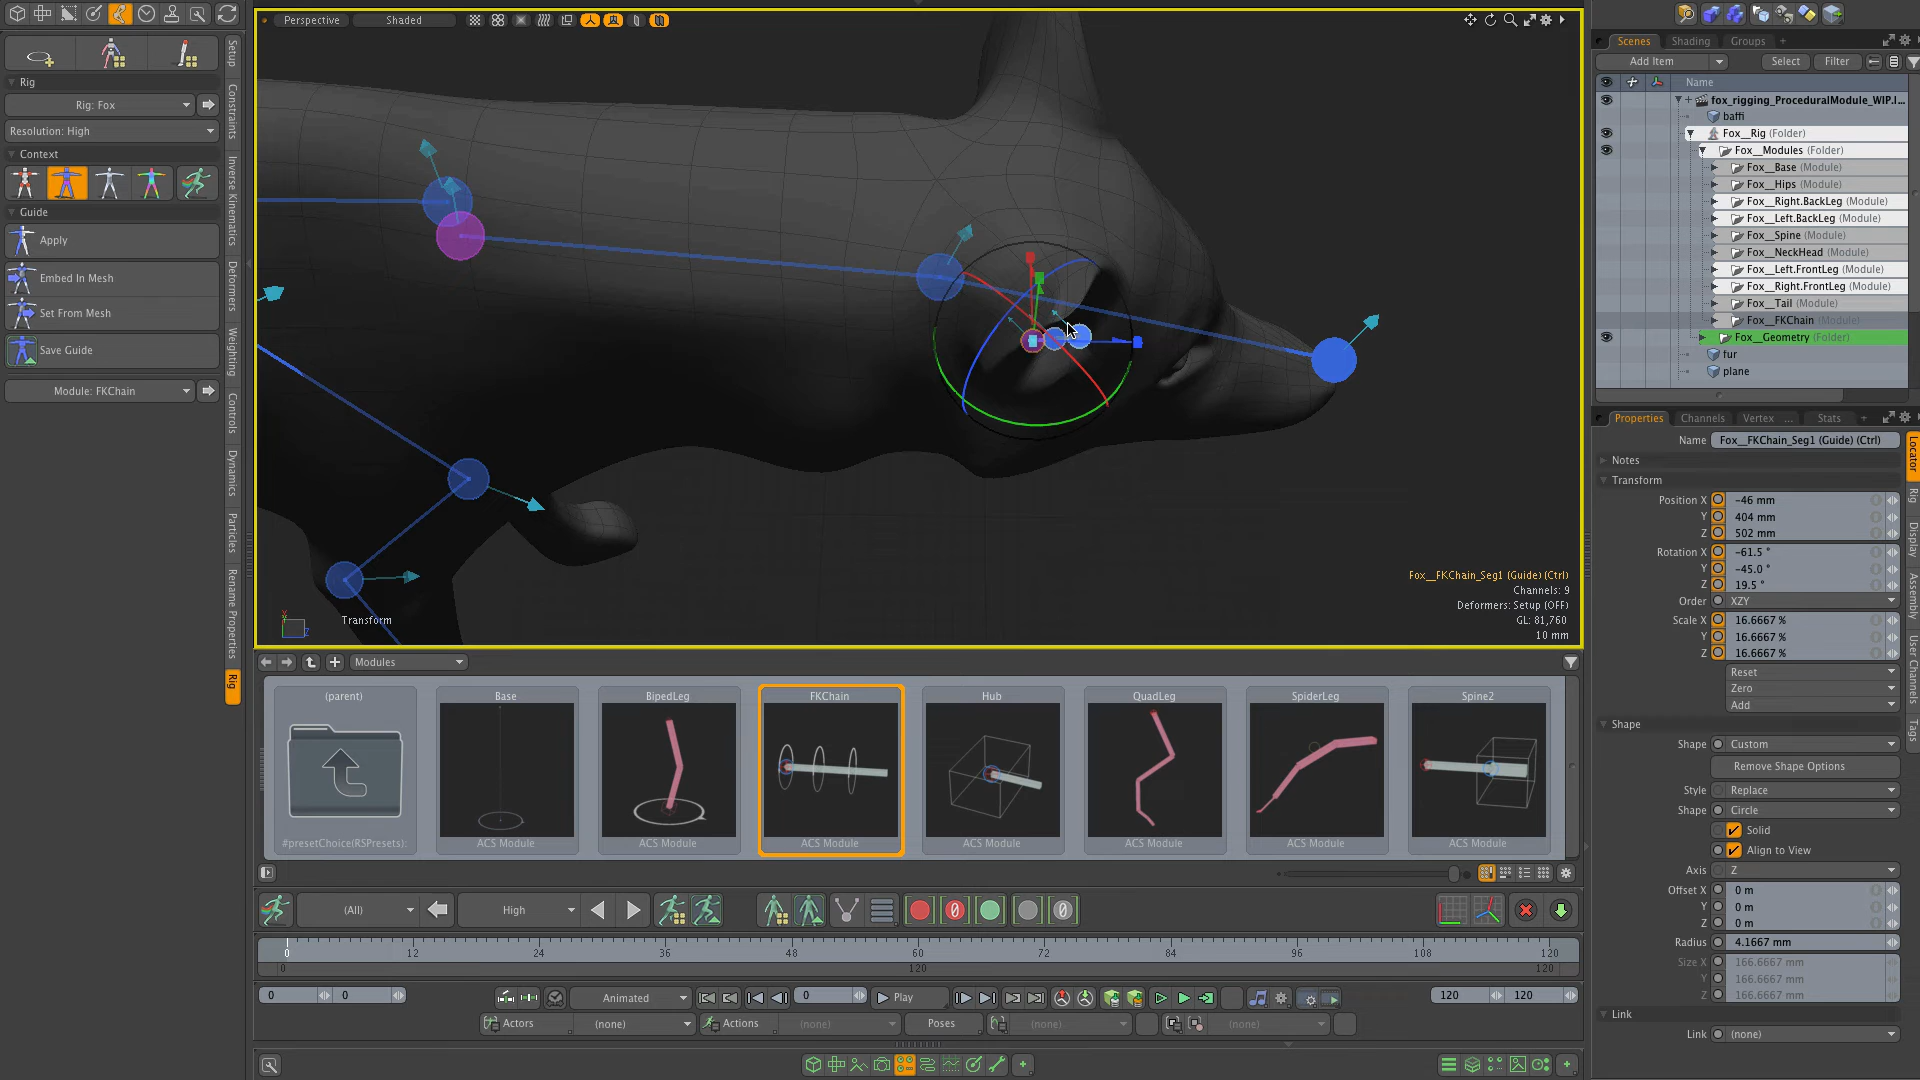 Rig
Rig: Fox
Resolution: High
Context
Guide
Apply
Embed In Mesh
Set From Mesh
Save Guide
Module: FKChain
Setup
Constraints
Inverse Kinematics
Deformers
Weighting
Controls
Dynamics
Particles
Rename Properties
Rig
Perspective
Shaded
Fox__FKChain_Seg1 (Guide) (Ctrl)
Channels: 9
Deformers: Setup (OFF)
GL: 81,760
10 mm
Transform
Modules
(parent)
#presetChoice(RSPresets):
Base
ACS Module
BipedLeg
ACS Module
FKChain
ACS Module
Hub
ACS Module
QuadLeg
ACS Module
SpiderLeg
ACS Module
Spine2
ACS Module
(All)
High
0 12 24 36 48 60 72 84 96 108 120
0 120 120
0 0 Animated 0 Play 120 120
Actors (none) Actions (none) Poses (none) (none)
Scenes Shading Groups +
Add Item Select Filter
Name
fox_rigging_ProceduralModule_WIP.l...
baffi
Fox__Rig (Folder)
Fox__Modules (Folder)
Fox__Base (Module)
Fox__Hips (Module)
Fox__Right.BackLeg (Module)
Fox__Left.BackLeg (Module)
Fox__Spine (Module)
Fox__NeckHead (Module)
Fox__Left.FrontLeg (Module)
Fox__Right.FrontLeg (Module)
Fox__Tail (Module)
Fox__FKChain (Module)
Fox__Geometry (Folder)
fur
plane
Properties Channels Vertex ... Stats +
Name Fox__FKChain_Seg1 (Guide) (Ctrl)
Notes
Transform
Position X -46 mm
Y 404 mm
Z 502 mm
Rotation X -61.5 °
Y -45.0 °
Z 19.5 °
Order XZY
Scale X 16.6667 %
Y 16.6667 %
Z 16.6667 %
Reset
Zero
Add
Shape
Shape Custom
Remove Shape Options
Style Replace
Shape Circle
Solid
Align to View
Axis Z
Offset X 0 m
Y 0 m
Z 0 m
Radius 4.1667 mm
Size X 166.6667 mm
Y 166.6667 mm
Z 166.6667 mm
Link
Link (none)
Locator
Rig
Display
Assembly
User Channels
Tags